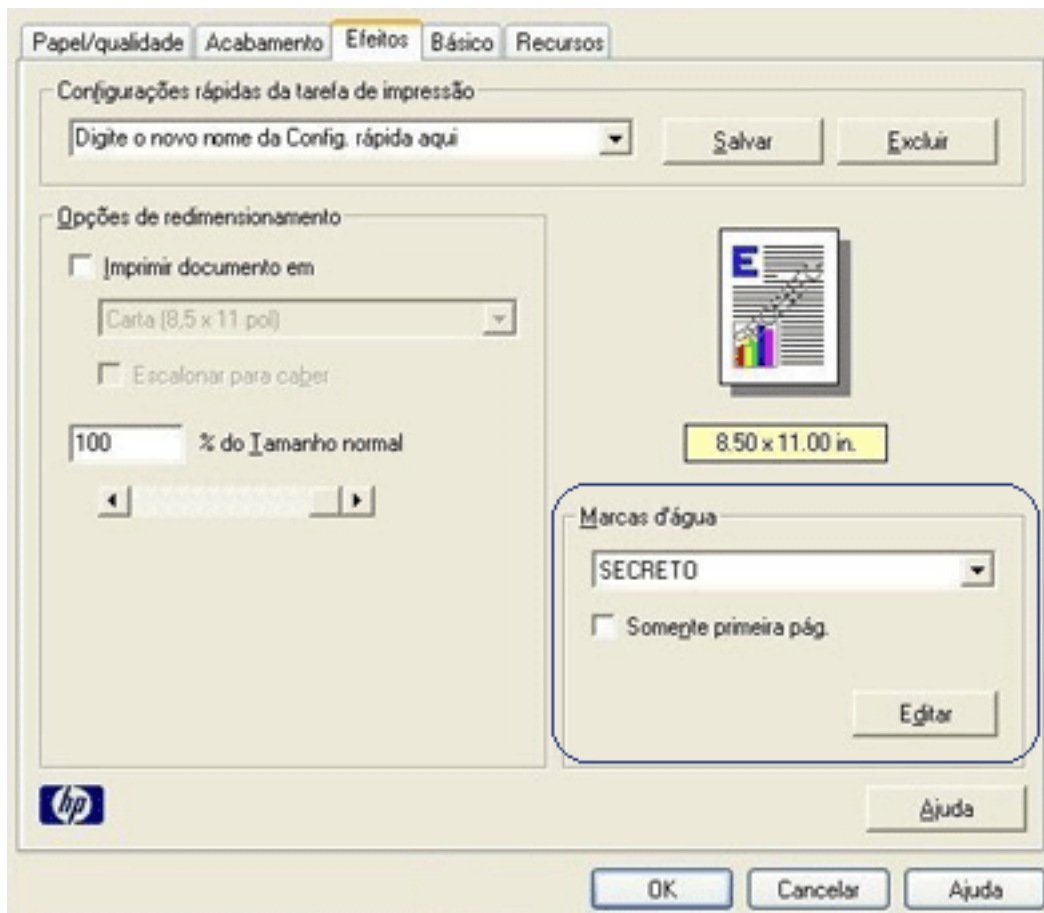 Papel/qualidade Acabamento Efeitos Básico Recursos
Configurações rápidas da tarefa de impressão
Digite o novo nome da Config. rápida aqui Salvar Excluir
Opções de redimensionamento
Imprimir documento em
Carta (8,5 x 11 pol)
Escalonar para caber
100 % do Tamanho normal
E
8.50 x 11.00 in.
Marcas d'água
SECRETO
Somente primeira pág.
Editar
hp
Ajuda
OK Cancelar Ajuda